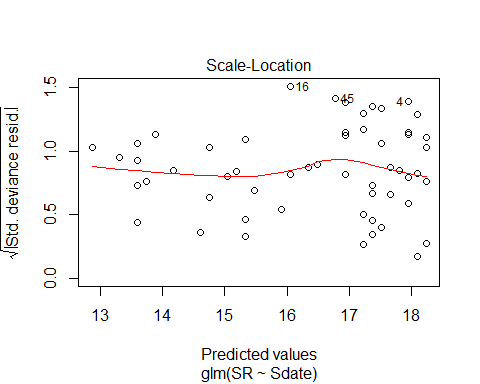 Scale-Location
√|Std. deviance resid.|
1.5
1.0
0.5
0.0
16
45
4
13 14 15 16 17 18
Predicted values
glm(SR ~ Sdate)